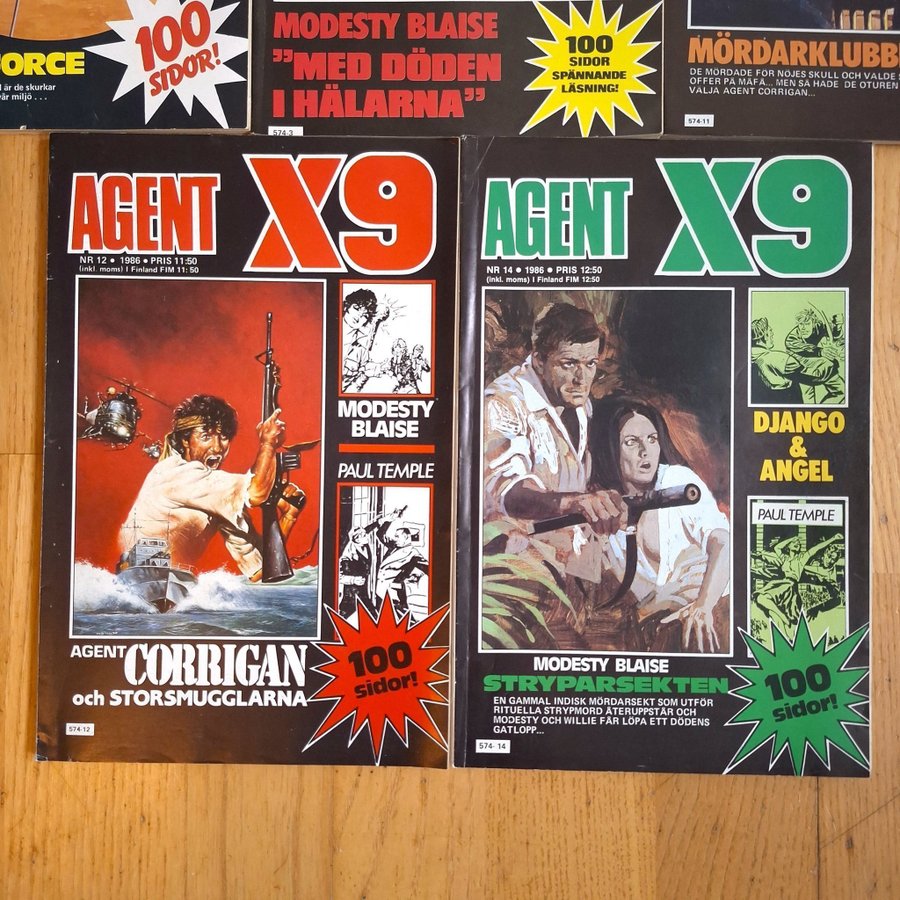 ORCE
100
SIDOR!
l är de skurkar
vår miljö . . .
MODESTY BLAISE
"MED DÖDEN
I HÄLARNA"
100
SIDOR
SPÄNNANDE
LÄSNING!
574-3
MÖRDARKLUBB
DE MÖRDADE FÖR NÖJES SKULL OCH VALDE S
OFFER PÅ MÅFÅ... MEN SÅ HADE DE OTUREN
VÄLJA AGENT CORRIGAN...
574-11
AGENT X9
NR 12 • 1986 • PRIS 11:50
(inkl. moms) I Finland FIM 11: 50
MODESTY
BLAISE
PAUL TEMPLE
AGENT
CORRIGAN
och STORSMUGGLARNA
100
sidor!
574-12
AGENT X9
NR 14 • 1986 • PRIS 12:50
(inkl. moms) I Finland FIM 12:50
DJANGO
&
ANGEL
PAUL TEMPLE
MODESTY BLAISE
STRYPARSEKTEN
EN GAMMAL INDISK MÖRDARSEKT SOM UTFÖR
RITUELLA STRYPMORD ÅTERUPPSTÅR OCH
MODESTY OCH WILLIE FÅR LÖPA ETT DÖDENS
GATLOPP...
100
sidor!
574- 14